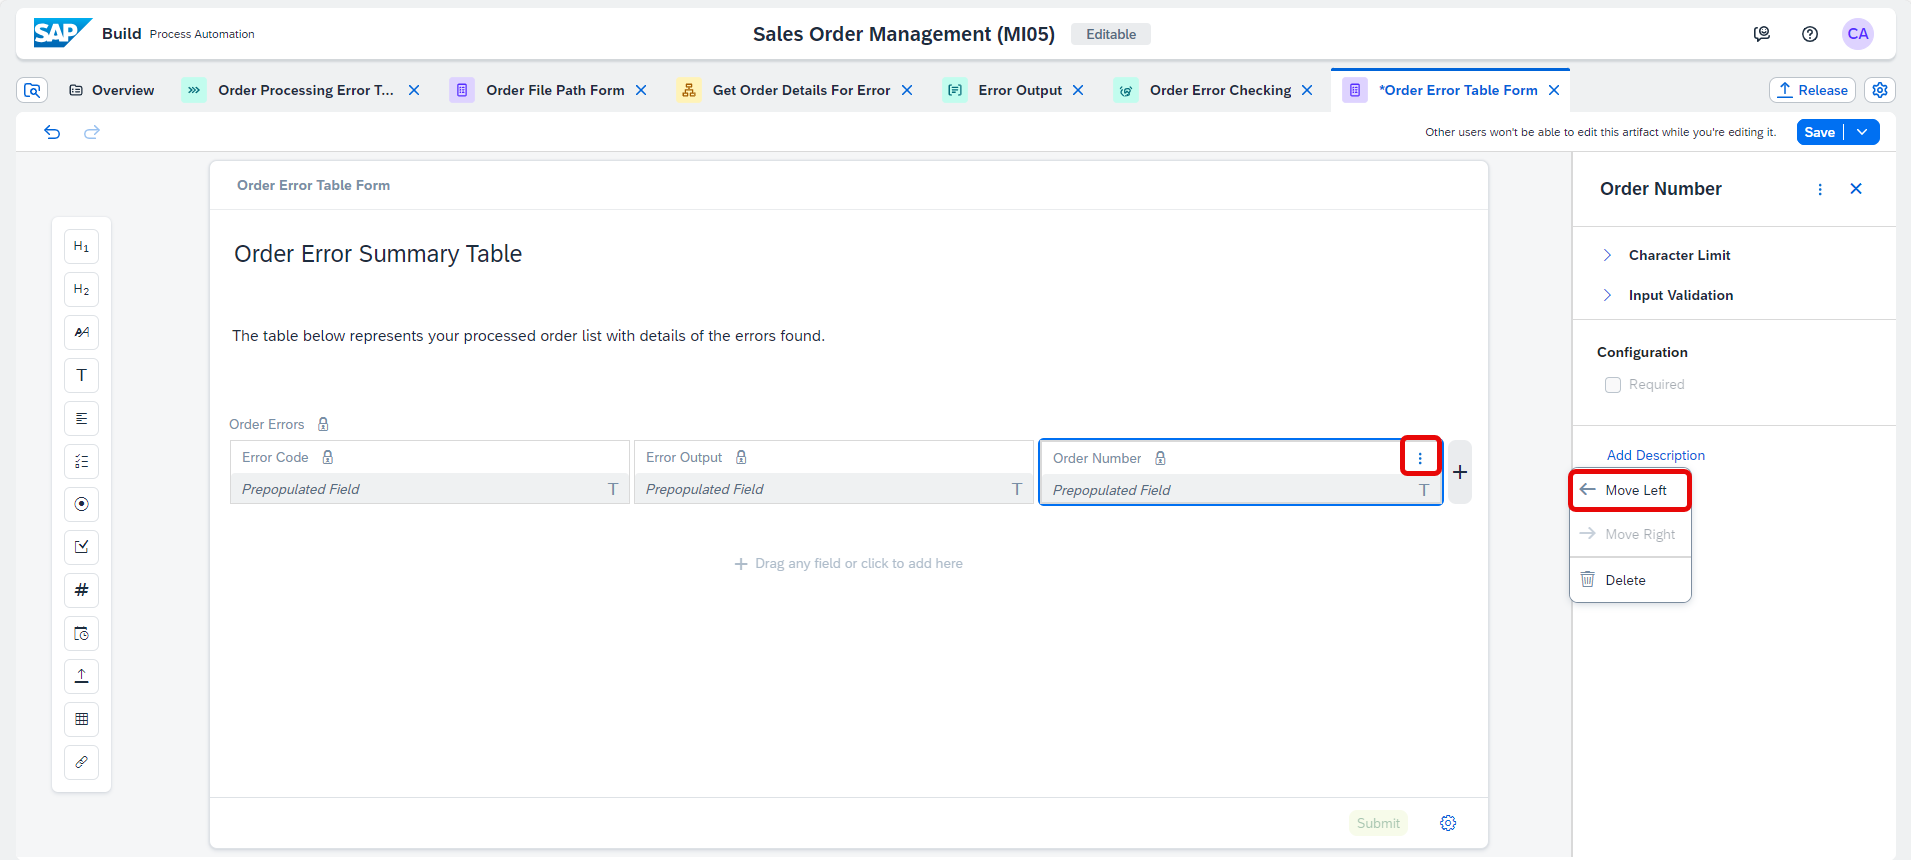 SAP Build Process Automation
Sales Order Management (MI05) Editable
CA
Overview
Order Processing Error T...
Order File Path Form
Get Order Details For Error
Error Output
Order Error Checking
*Order Error Table Form
Release
Other users won't be able to edit this artifact while you're editing it.
Save
Order Error Table Form
Order Number
H1
H2
AA
T
#
Order Error Summary Table
Character Limit
Input Validation
The table below represents your processed order list with details of the errors found.
Configuration
Required
Order Errors
Error Code
Error Output
Order Number
Prepopulated Field T
Prepopulated Field T
Prepopulated Field T
+
Add Description
Move Left
Move Right
Delete
+ Drag any field or click to add here
Submit